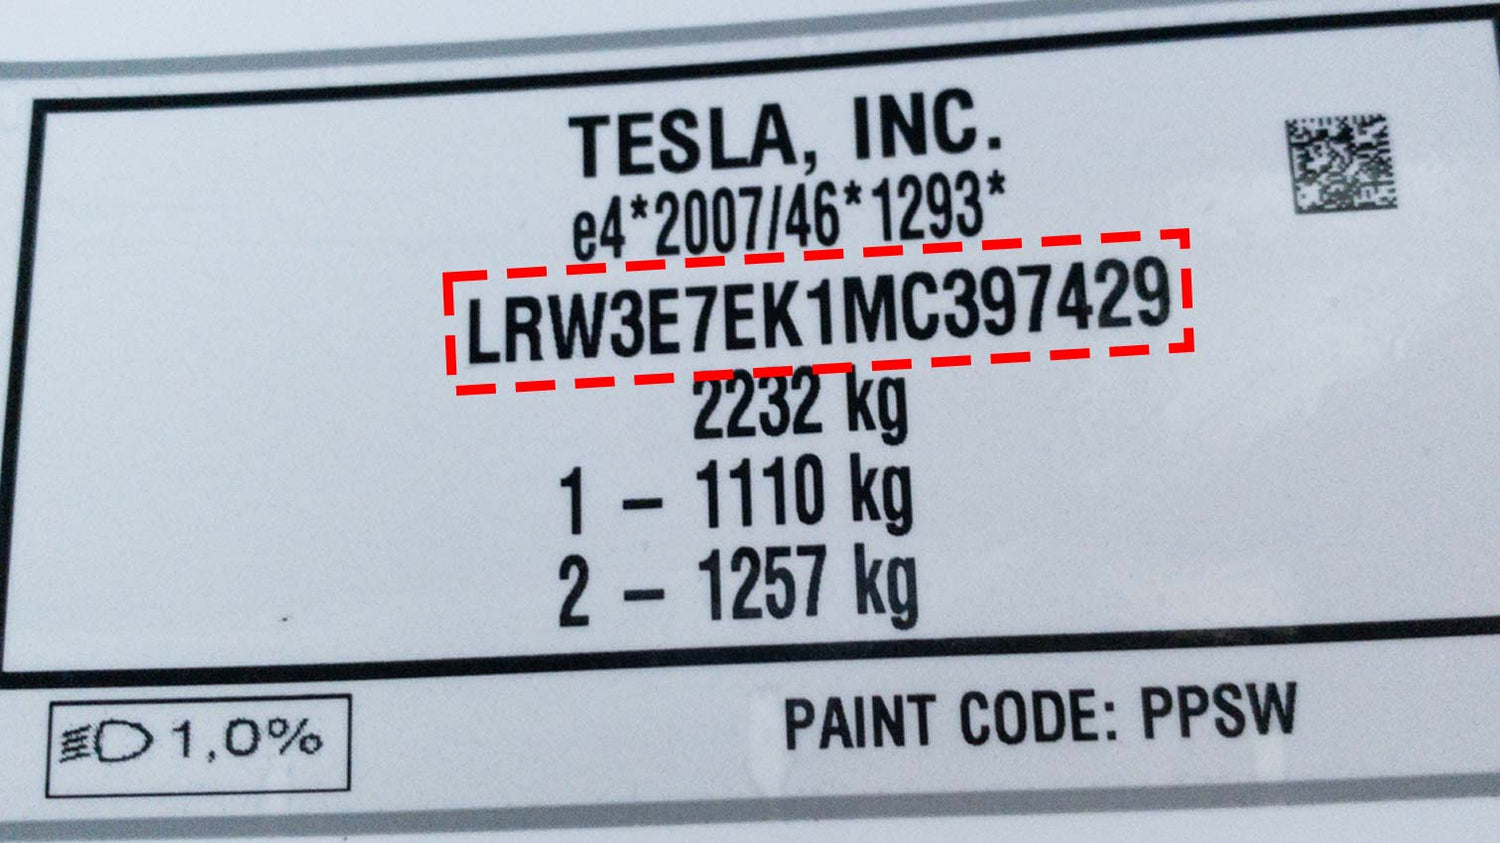 TESLA, INC.
e4*2007/46*1293*
LRW3E7EK1MC397429
2232 kg
1 – 1110 kg
2 – 1257 kg
1,0%
PAINT CODE: PPSW